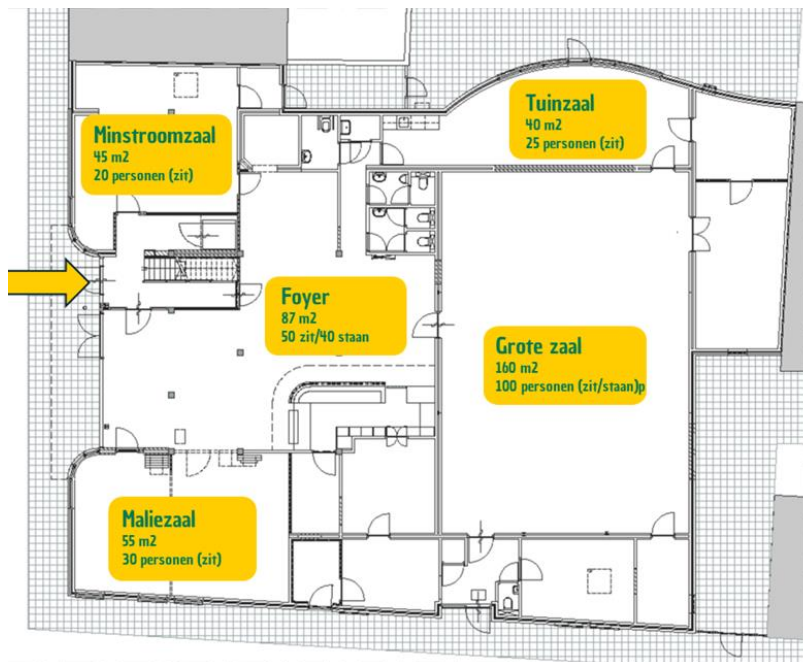 Minstroomzaal
45 m2
20 personen (zit)
Tuinzaal
40 m2
25 personen (zit)
Foyer
87 m2
50 zit/40 staan
Grote zaal
160 m2
100 personen (zit/staan)p
Maliezaal
55 m2
30 personen (zit)